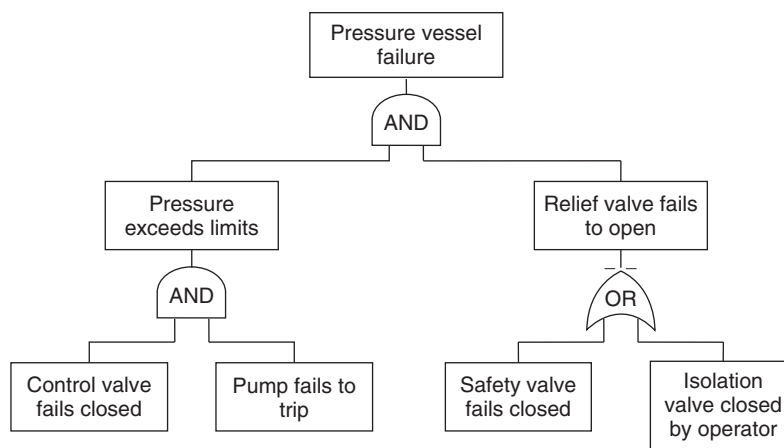 Pressure vessel
failure
AND
Pressure
exceeds limits
Relief valve fails
to open
AND
OR
Control valve
fails closed
Pump fails to
trip
Safety valve
fails closed
Isolation
valve closed
by operator